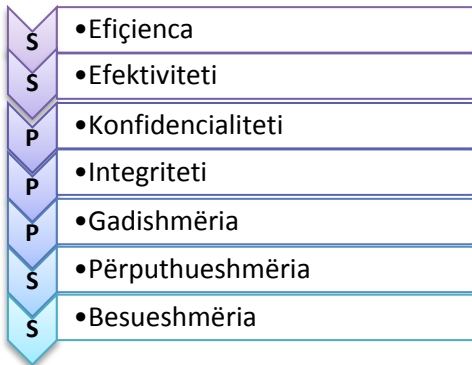 S •Efiçienca
S •Efektiviteti
P •Konfidencialiteti
P •Integriteti
P •Gadishmëria
S •Përputhueshmëria
S •Besueshmëria